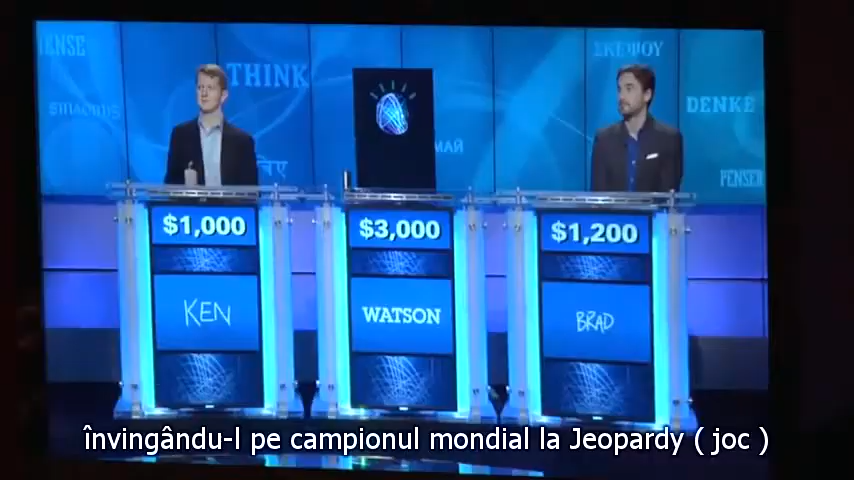 THINK
ΣΚΕΨΟΥ
DENKE
PENSER
$1,000
$3,000
$1,200
KEN
WATSON
BRAD
învingându-l pe campionul mondial la Jeopardy ( joc )